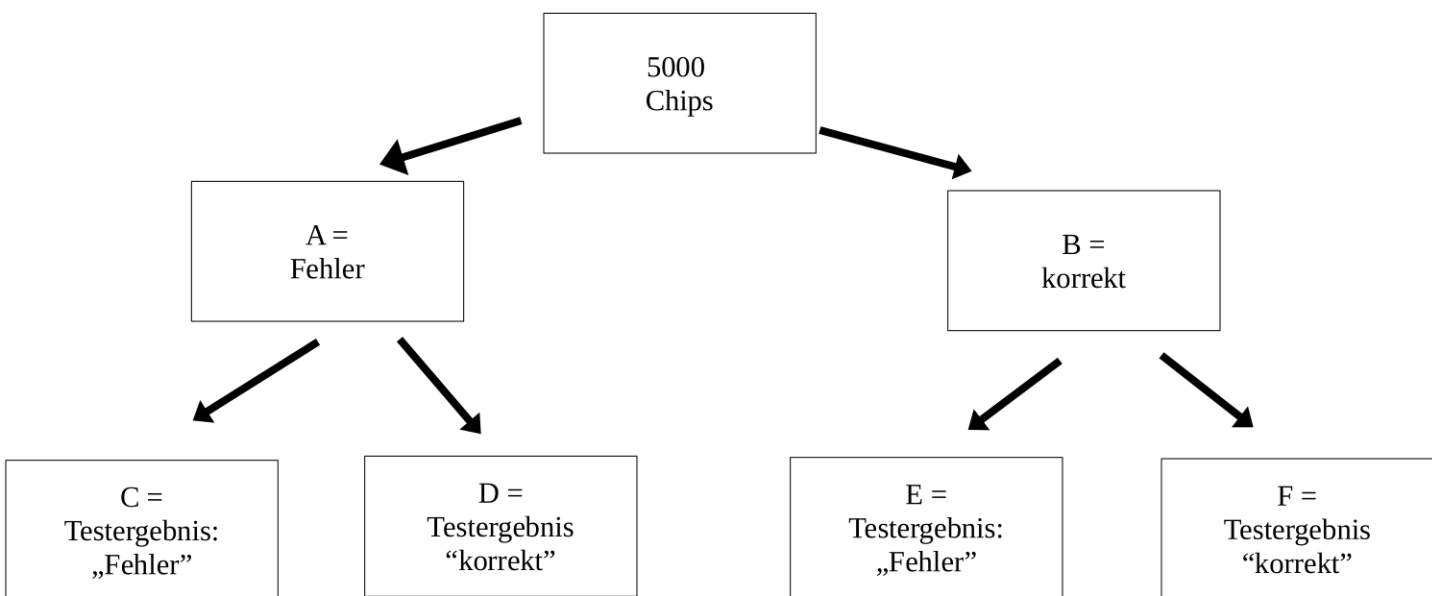 5000
Chips
A =
Fehler
B =
korrekt
C =
Testergebnis:
„Fehler”
D =
Testergebnis
“korrekt”
E =
Testergebnis:
„Fehler”
F =
Testergebnis
“korrekt”